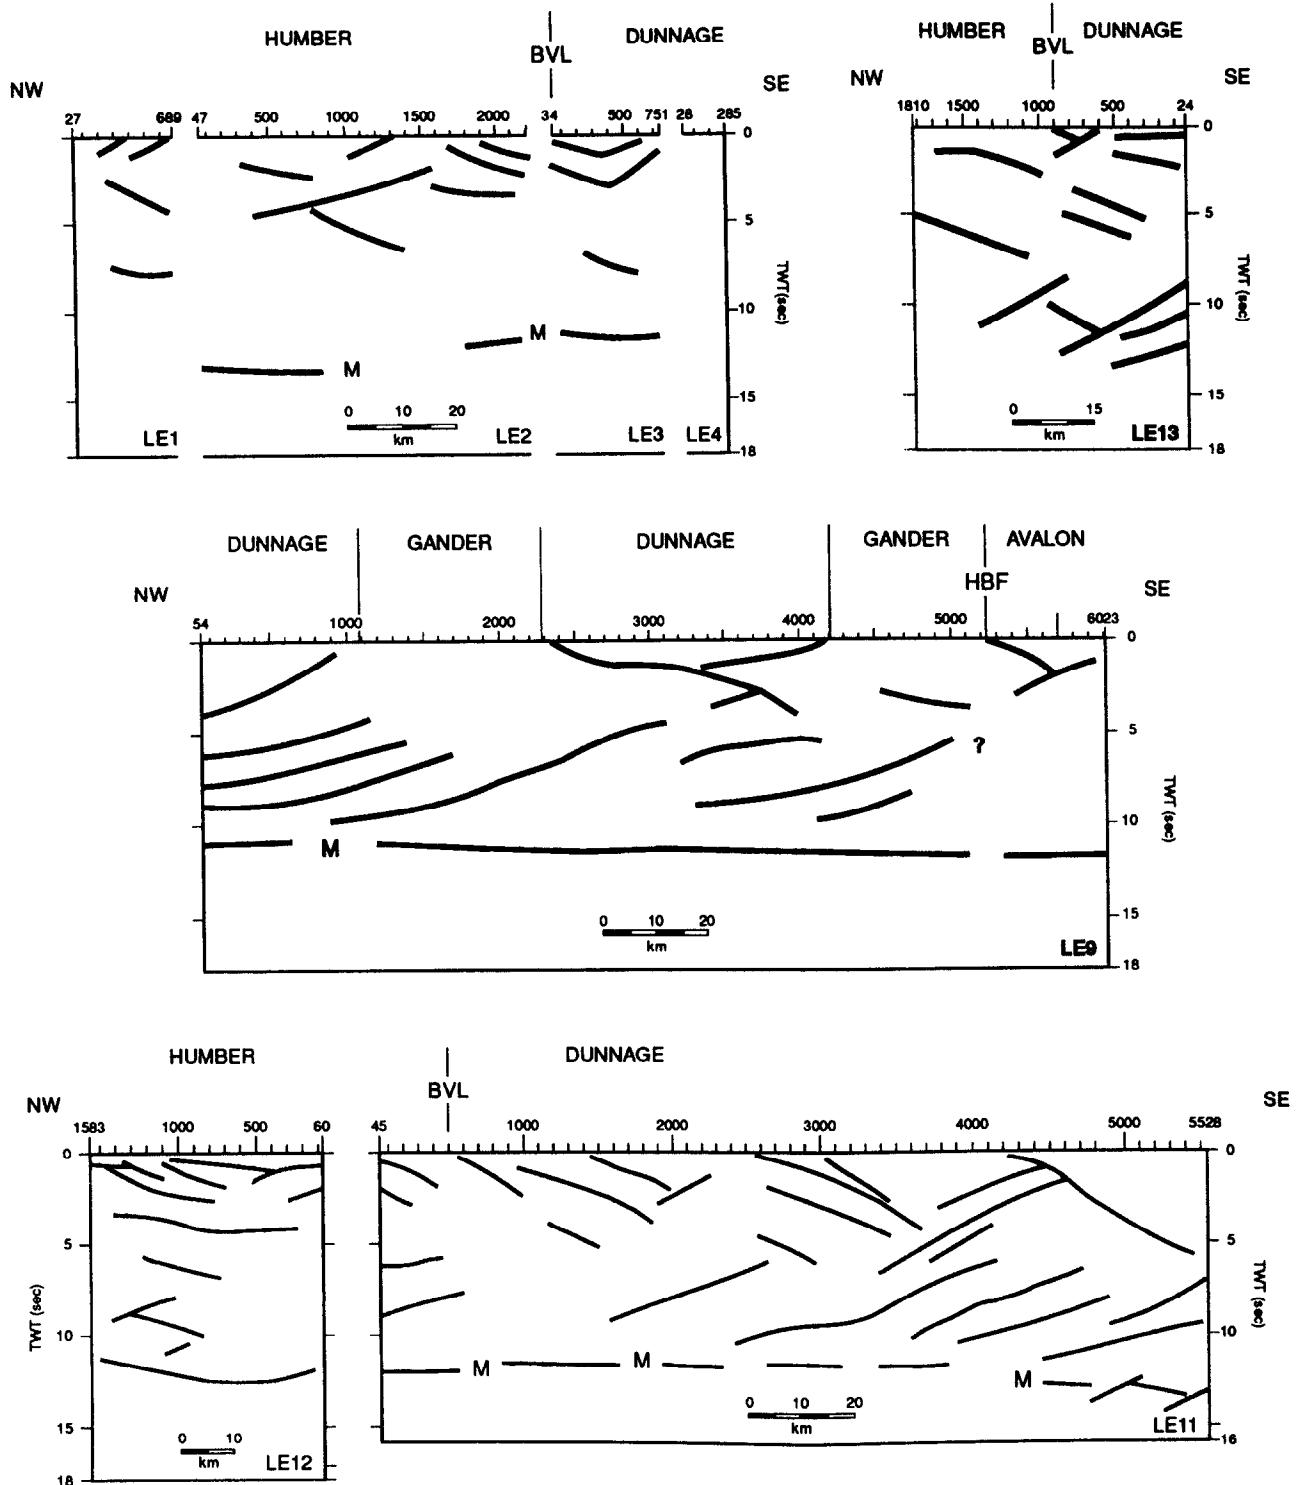 HUMBER BVL DUNNAGE
NW SE
27 689 47 500 1000 1500 2000 34 500 751 28 285
0
5
10
15
18
TWT(sec)
M
M
0 10 20
km
LE1 LE2 LE3 LE4
HUMBER BVL DUNNAGE
NW SE
1810 1500 1000 500 24
0
5
10
15
18
TWT (sec)
0 15
km
LE13
DUNNAGE GANDER DUNNAGE GANDER AVALON
HBF
NW SE
54 1000 2000 3000 4000 5000 6023
0
5
10
15
18
TWT (sec)
?
M
0 10 20
km
LE9
HUMBER
NW
1583 1000 500 60
0
5
10
15
18
TWT (sec)
0 10
km
LE12
DUNNAGE
BVL
SE
45 1000 2000 3000 4000 5000 5528
0
5
10
16
TWT (sec)
M
M
M
0 10 20
km
LE11